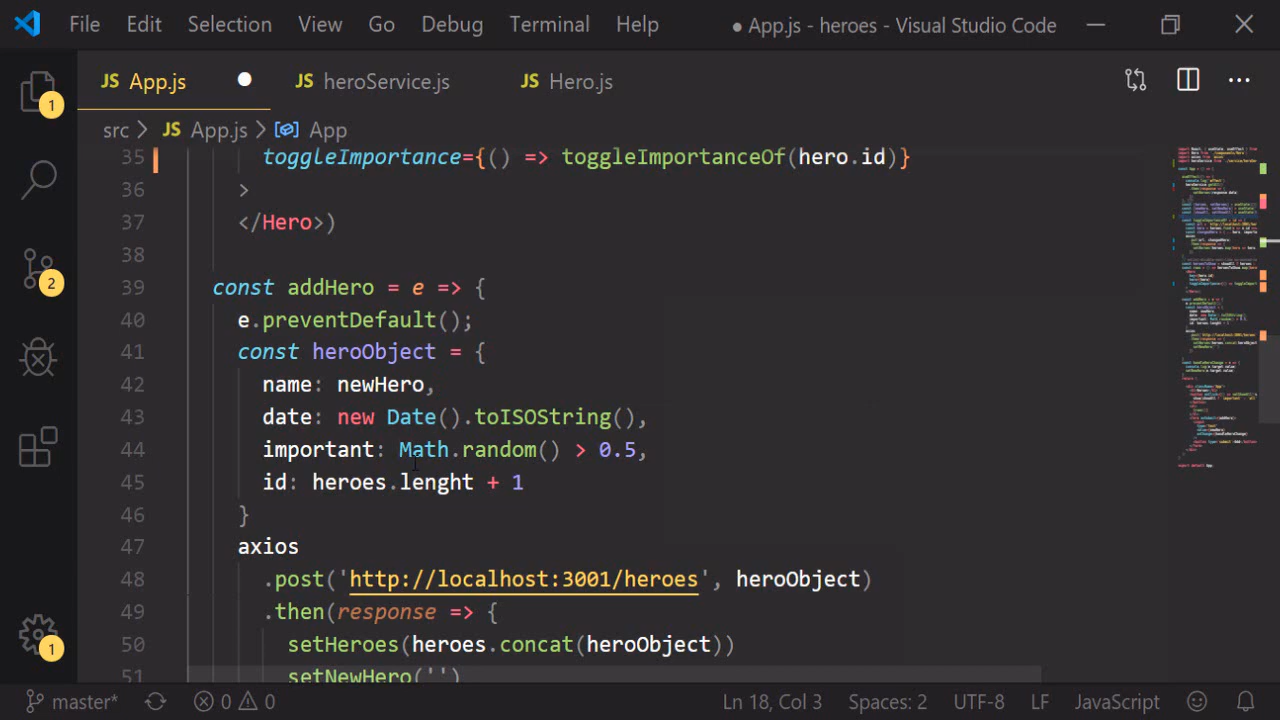 File Edit Selection View Go Debug Terminal Help ● App.js - heroes - Visual Studio Code
JS App.js ● JS heroService.js JS Hero.js
src > JS App.js > App
35 toggleImportance={() => toggleImportanceOf(hero.id)}
36 >
37 </Hero>)
38
39 const addHero = e => {
40 e.preventDefault();
41 const heroObject = {
42 name: newHero,
43 date: new Date().toISOString(),
44 important: Math.random() > 0.5,
45 id: heroes.lenght + 1
46 }
47 axios
48 .post('http://localhost:3001/heroes', heroObject)
49 .then(response => {
50 setHeroes(heroes.concat(heroObject))
51 setNewHero('')
1
2
1
master* 0 0 Ln 18, Col 3 Spaces: 2 UTF-8 LF JavaScript